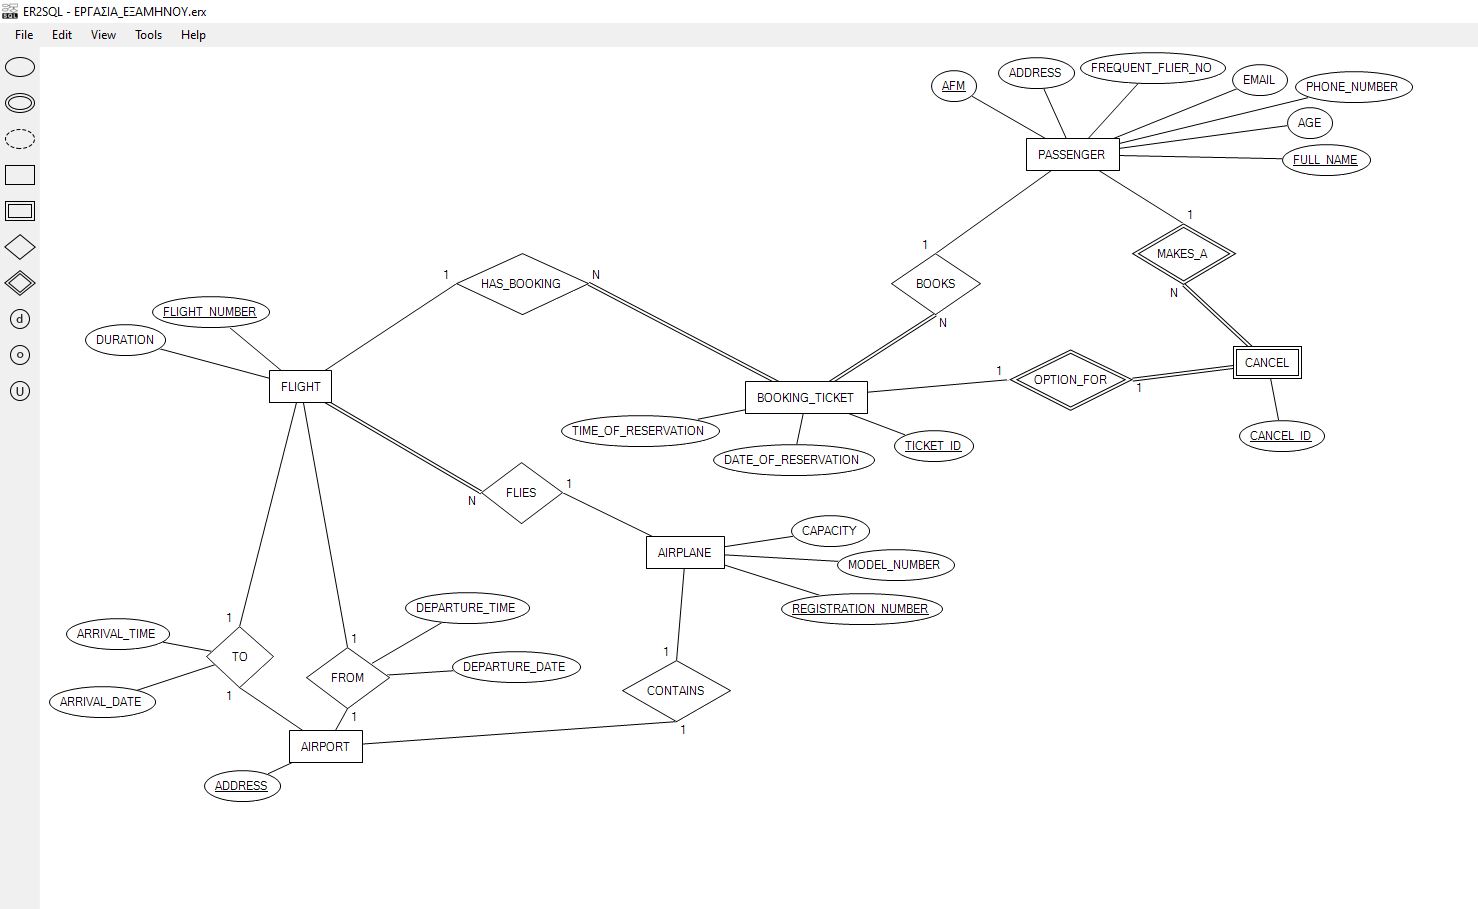 ER2SQL - ΕΡΓΑΣΙΑ_ΕΞΑΜΗΝΟΥ.erx
File Edit View Tools Help
SQL
d
o
U
AFM
ADDRESS
FREQUENT_FLIER_NO
EMAIL
PHONE_NUMBER
AGE
FULL_NAME
PASSENGER
1
1
BOOKS
N
MAKES_A
N
1
HAS_BOOKING
N
FLIGHT_NUMBER
DURATION
FLIGHT
BOOKING_TICKET
1
OPTION_FOR
1
CANCEL
CANCEL_ID
TIME_OF_RESERVATION
DATE_OF_RESERVATION
TICKET_ID
N
FLIES
1
AIRPLANE
CAPACITY
MODEL_NUMBER
REGISTRATION_NUMBER
DEPARTURE_TIME
DEPARTURE_DATE
1
ARRIVAL_TIME
ARRIVAL_DATE
TO
1
1
FROM
1
1
CONTAINS
1
AIRPORT
ADDRESS